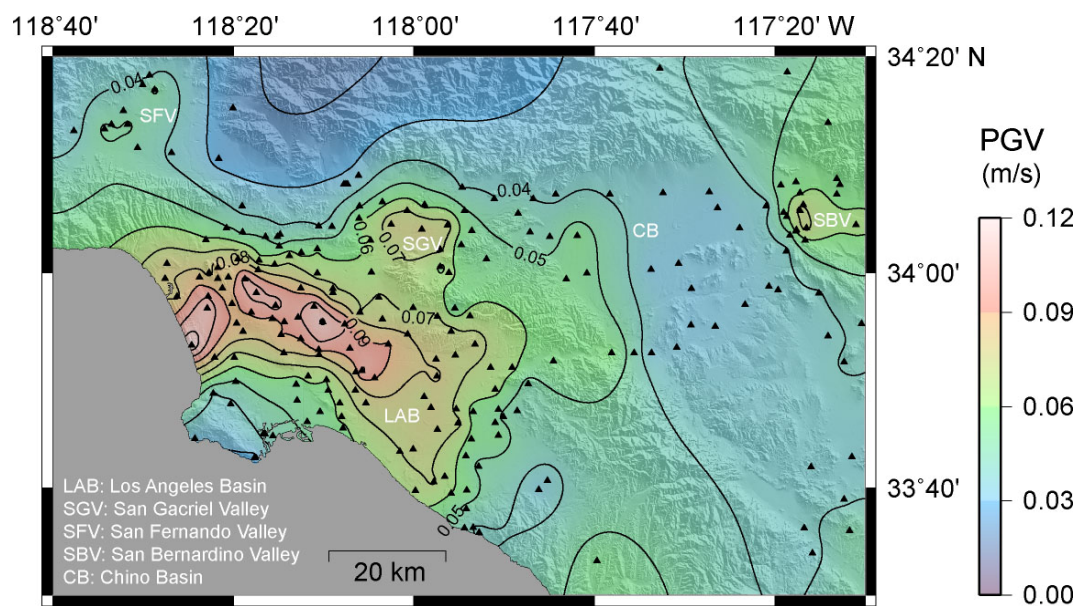 118°40' 118°20' 118°00' 117°40' 117°20' W
34°20' N
0.04
SFV
PGV
(m/s)
0.04
0.12
SBV
CB
0.06
SGV
0.07
0.05
0.08
34°00'
0.09
0.07
0.09
LAB
0.06
33°40'
0.05
0.03
LAB: Los Angeles Basin
SGV: San Gacriel Valley
SFV: San Fernando Valley
SBV: San Bernardino Valley
CB: Chino Basin
20 km
0.00